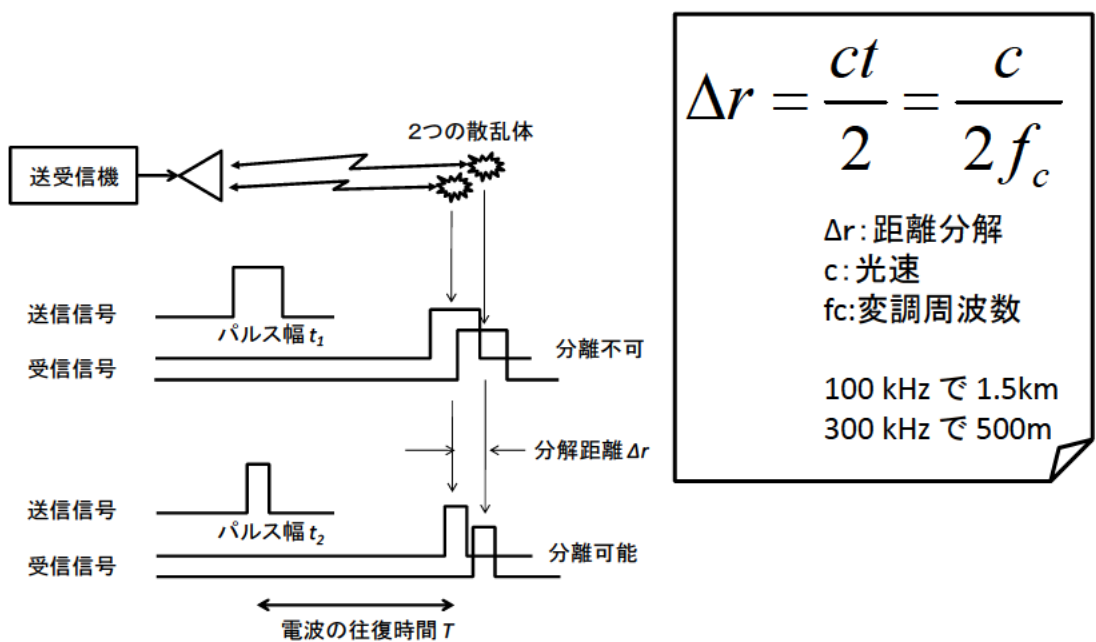 2つの散乱体
送受信機
送信信号
パルス幅 t₁
受信信号
分離不可
分解距離 Δr
送信信号
パルス幅 t₂
受信信号
分離可能
電波の往復時間 T
Δr = ct/2 = c/2f_c
Δr：距離分解
c：光速
fc:変調周波数
100 kHz で 1.5km
300 kHz で 500m